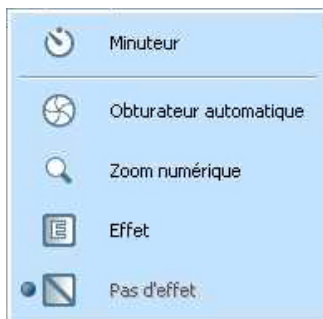 Minuteur
Obturateur automatique
Zoom numérique
Effet
Pas d'effet